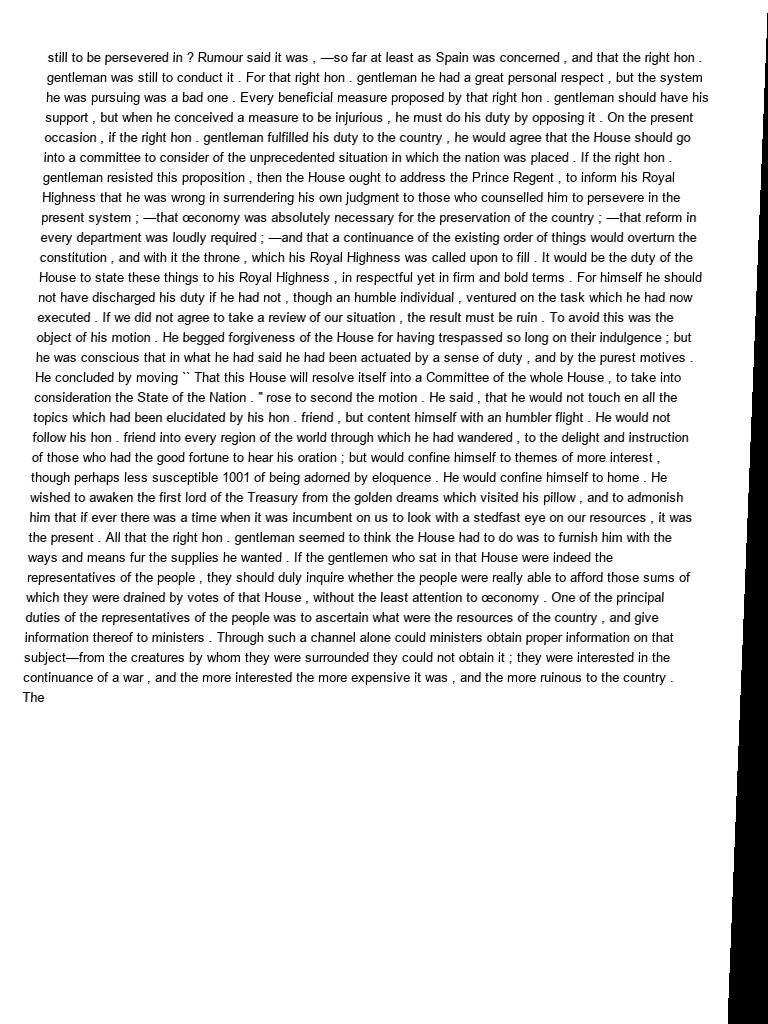 still to be persevered in ? Rumour said it was , —so far at least as Spain was concerned , and that the right hon .
gentleman was still to conduct it . For that right hon . gentleman he had a great personal respect , but the system
he was pursuing was a bad one . Every beneficial measure proposed by that right hon . gentleman should have his
support , but when he conceived a measure to be injurious , he must do his duty by opposing it . On the present
occasion , if the right hon . gentleman fulfilled his duty to the country , he would agree that the House should go
into a committee to consider of the unprecedented situation in which the nation was placed . If the right hon .
gentleman resisted this proposition , then the House ought to address the Prince Regent , to inform his Royal
Highness that he was wrong in surrendering his own judgment to those who counselled him to persevere in the
present system ; —that œconomy was absolutely necessary for the preservation of the country ; —that reform in
every department was loudly required ; —and that a continuance of the existing order of things would overturn the
constitution , and with it the throne , which his Royal Highness was called upon to fill . It would be the duty of the
House to state these things to his Royal Highness , in respectful yet in firm and bold terms . For himself he should
not have discharged his duty if he had not , though an humble individual , ventured on the task which he had now
executed . If we did not agree to take a review of our situation , the result must be ruin . To avoid this was the
object of his motion . He begged forgiveness of the House for having trespassed so long on their indulgence ; but
he was conscious that in what he had said he had been actuated by a sense of duty , and by the purest motives .
He concluded by moving `` That this House will resolve itself into a Committee of the whole House , to take into
consideration the State of the Nation . '' rose to second the motion . He said , that he would not touch en all the
topics which had been elucidated by his hon . friend , but content himself with an humbler flight . He would not
follow his hon . friend into every region of the world through which he had wandered , to the delight and instruction
of those who had the good fortune to hear his oration ; but would confine himself to themes of more interest ,
though perhaps less susceptible 1001 of being adorned by eloquence . He would confine himself to home . He
wished to awaken the first lord of the Treasury from the golden dreams which visited his pillow , and to admonish
him that if ever there was a time when it was incumbent on us to look with a stedfast eye on our resources , it was
the present . All that the right hon . gentleman seemed to think the House had to do was to furnish him with the
ways and means fur the supplies he wanted . If the gentlemen who sat in that House were indeed the
representatives of the people , they should duly inquire whether the people were really able to afford those sums of
which they were drained by votes of that House , without the least attention to œconomy . One of the principal
duties of the representatives of the people was to ascertain what were the resources of the country , and give
information thereof to ministers . Through such a channel alone could ministers obtain proper information on that
subject—from the creatures by whom they were surrounded they could not obtain it ; they were interested in the
continuance of a war , and the more interested the more expensive it was , and the more ruinous to the country .
The